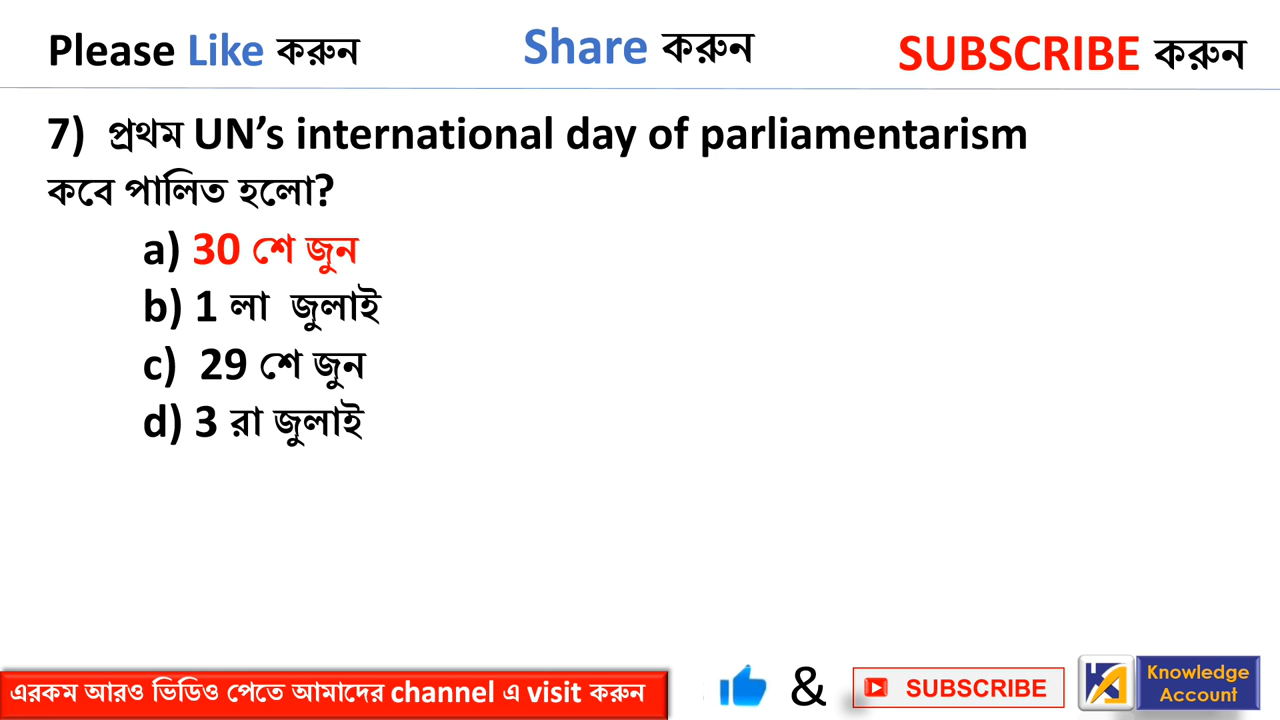 Please Like করুন
Share করুন
SUBSCRIBE করুন
7) প্রথম UN’s international day of parliamentarism
কবে পালিত হলো?
a) 30 শে জুন
b) 1 লা জুলাই
c) 29 শে জুন
d) 3 রা জুলাই
এরকম আরও ভিডিও পেতে আমাদের channel এ visit করুন
& SUBSCRIBE
Knowledge
Account